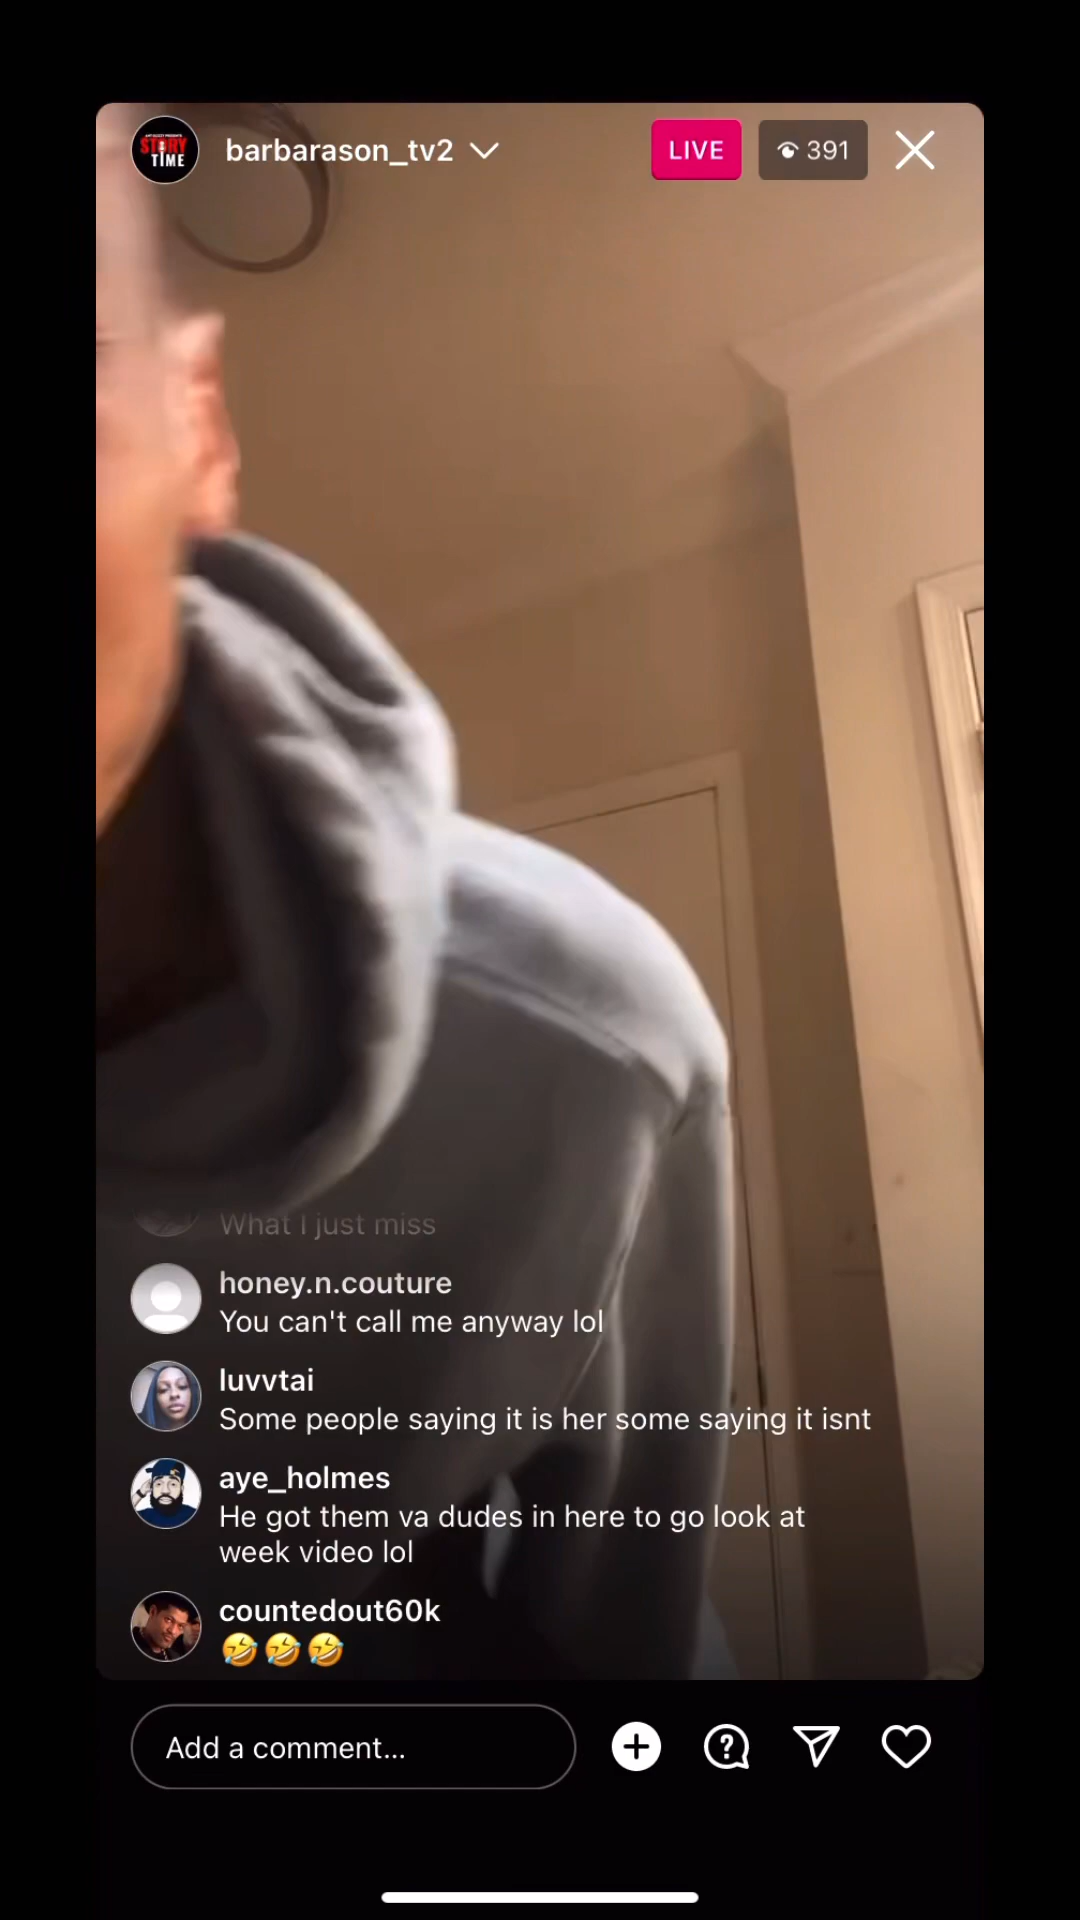 STORY
TIME
barbarason_tv2
LIVE
391
What I just miss
honey.n.couture
You can't call me anyway lol
luvvtai
Some people saying it is her some saying it isnt
aye_holmes
He got them va dudes in here to go look at
week video lol
countedout60k
🤣🤣🤣
Add a comment...